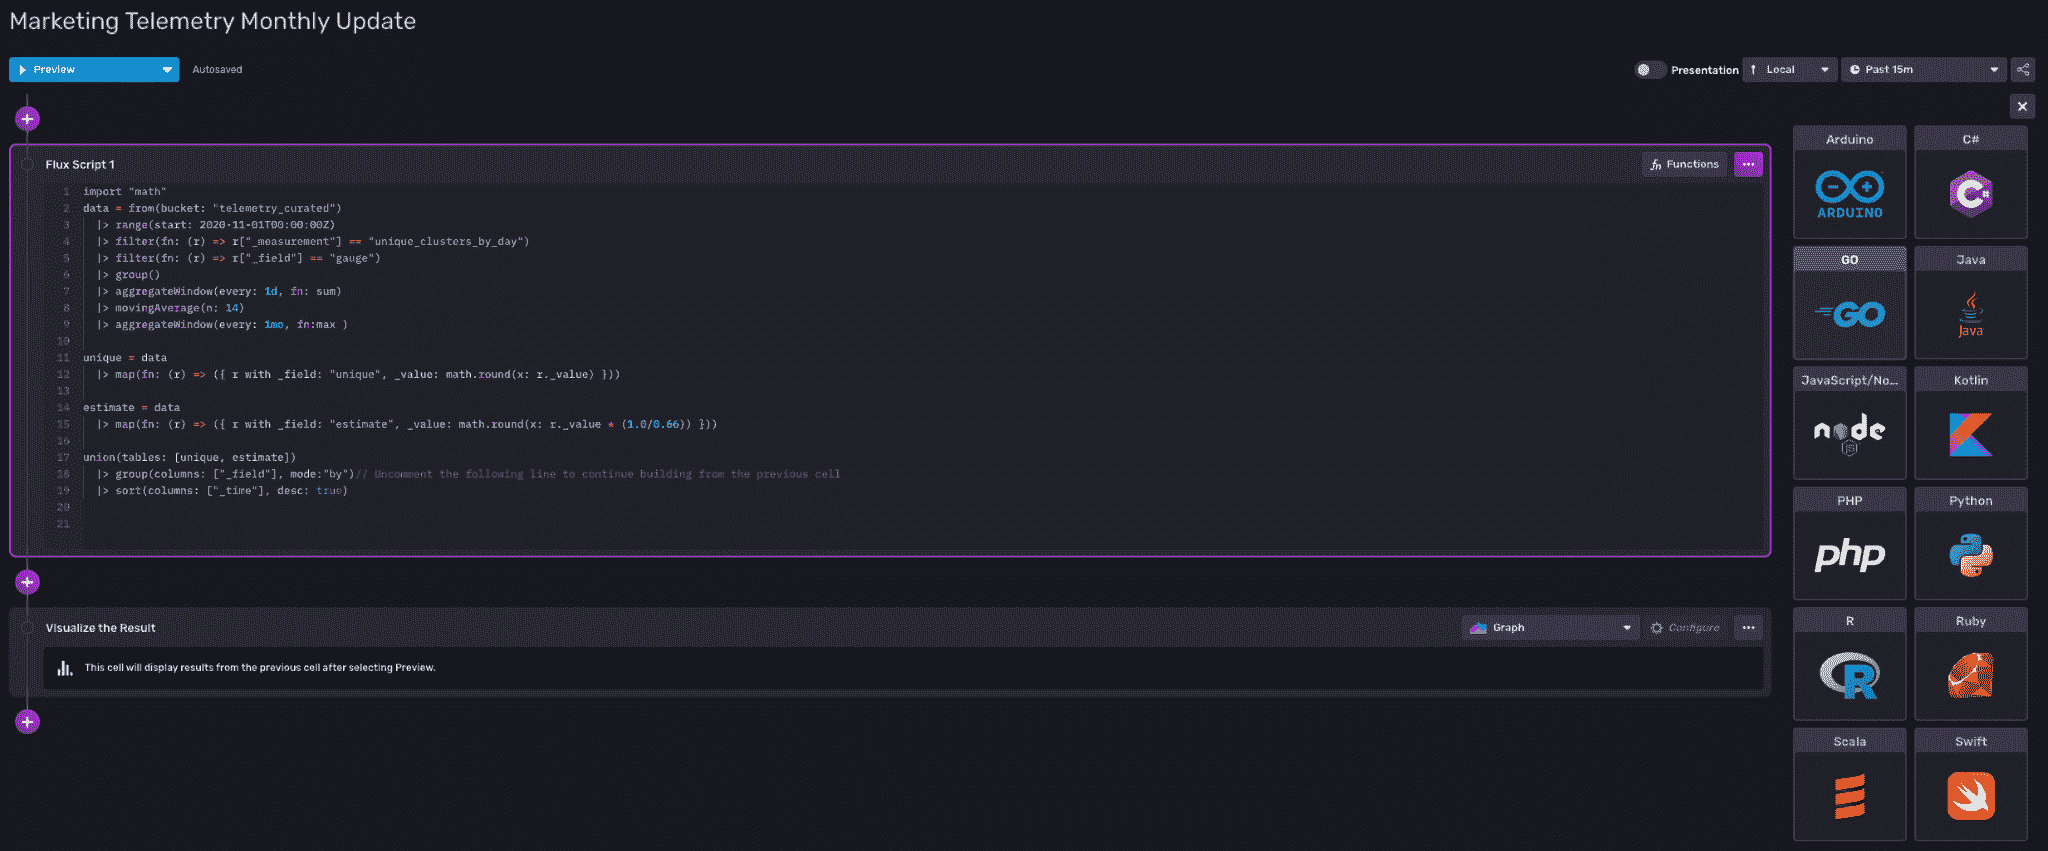 Marketing Telemetry Monthly Update
Preview
Autosaved
Presentation
Local
Past 15m
Flux Script 1
Functions
1 import "math"
2 data = from(bucket: "telemetry_curated")
3 |> range(start: 2020-11-01T00:00:00Z)
4 |> filter(fn: (r) => r["_measurement"] == "unique_clusters_by_day")
5 |> filter(fn: (r) => r["_field"] == "gauge")
6 |> group()
7 |> aggregateWindow(every: 1d, fn: sum)
8 |> movingAverage(n: 14)
9 |> aggregateWindow(every: 1mo, fn:max )
10
11 unique = data
12 |> map(fn: (r) => ({ r with _field: "unique", _value: math.round(x: r._value) }))
13
14 estimate = data
15 |> map(fn: (r) => ({ r with _field: "estimate", _value: math.round(x: r._value * (1.0/0.66)) }))
16
17 union(tables: [unique, estimate])
18 |> group(columns: ["_field"], mode:"by")// Uncomment the following line to continue building from the previous cell
19 |> sort(columns: ["_time"], desc: true)
20
21
Visualize the Result
Graph
Configure
This cell will display results from the previous cell after selecting Preview.
Arduino
C#
ARDUINO
C#
GO
Java
GO
Java
JavaScript/No...
Kotlin
node
JS
PHP
Python
php
R
Ruby
R
Scala
Swift